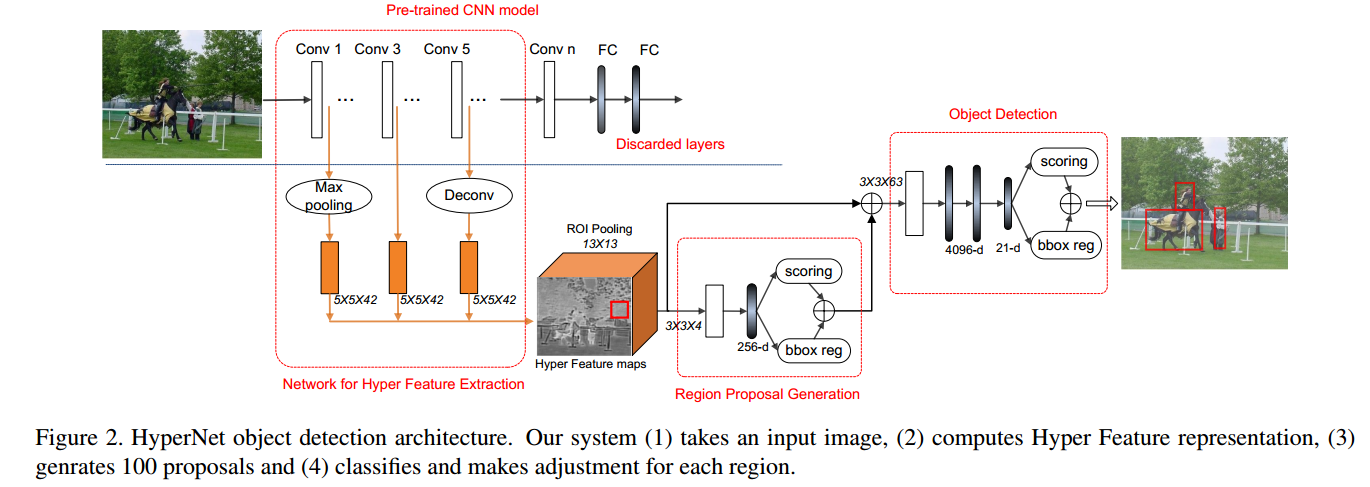 Pre-trained CNN model
Conv 1 Conv 3 Conv 5 Conv n FC FC
... ... ...
Discarded layers
Max
pooling
Deconv
5X5X42 5X5X42 5X5X42
Network for Hyper Feature Extraction
ROI Pooling
13X13
Hyper Feature maps
3X3X4
256-d
scoring
bbox reg
Region Proposal Generation
Object Detection
3X3X63
4096-d 21-d
scoring
bbox reg
Figure 2. HyperNet object detection architecture. Our system (1) takes an input image, (2) computes Hyper Feature representation, (3)
genrates 100 proposals and (4) classifies and makes adjustment for each region.